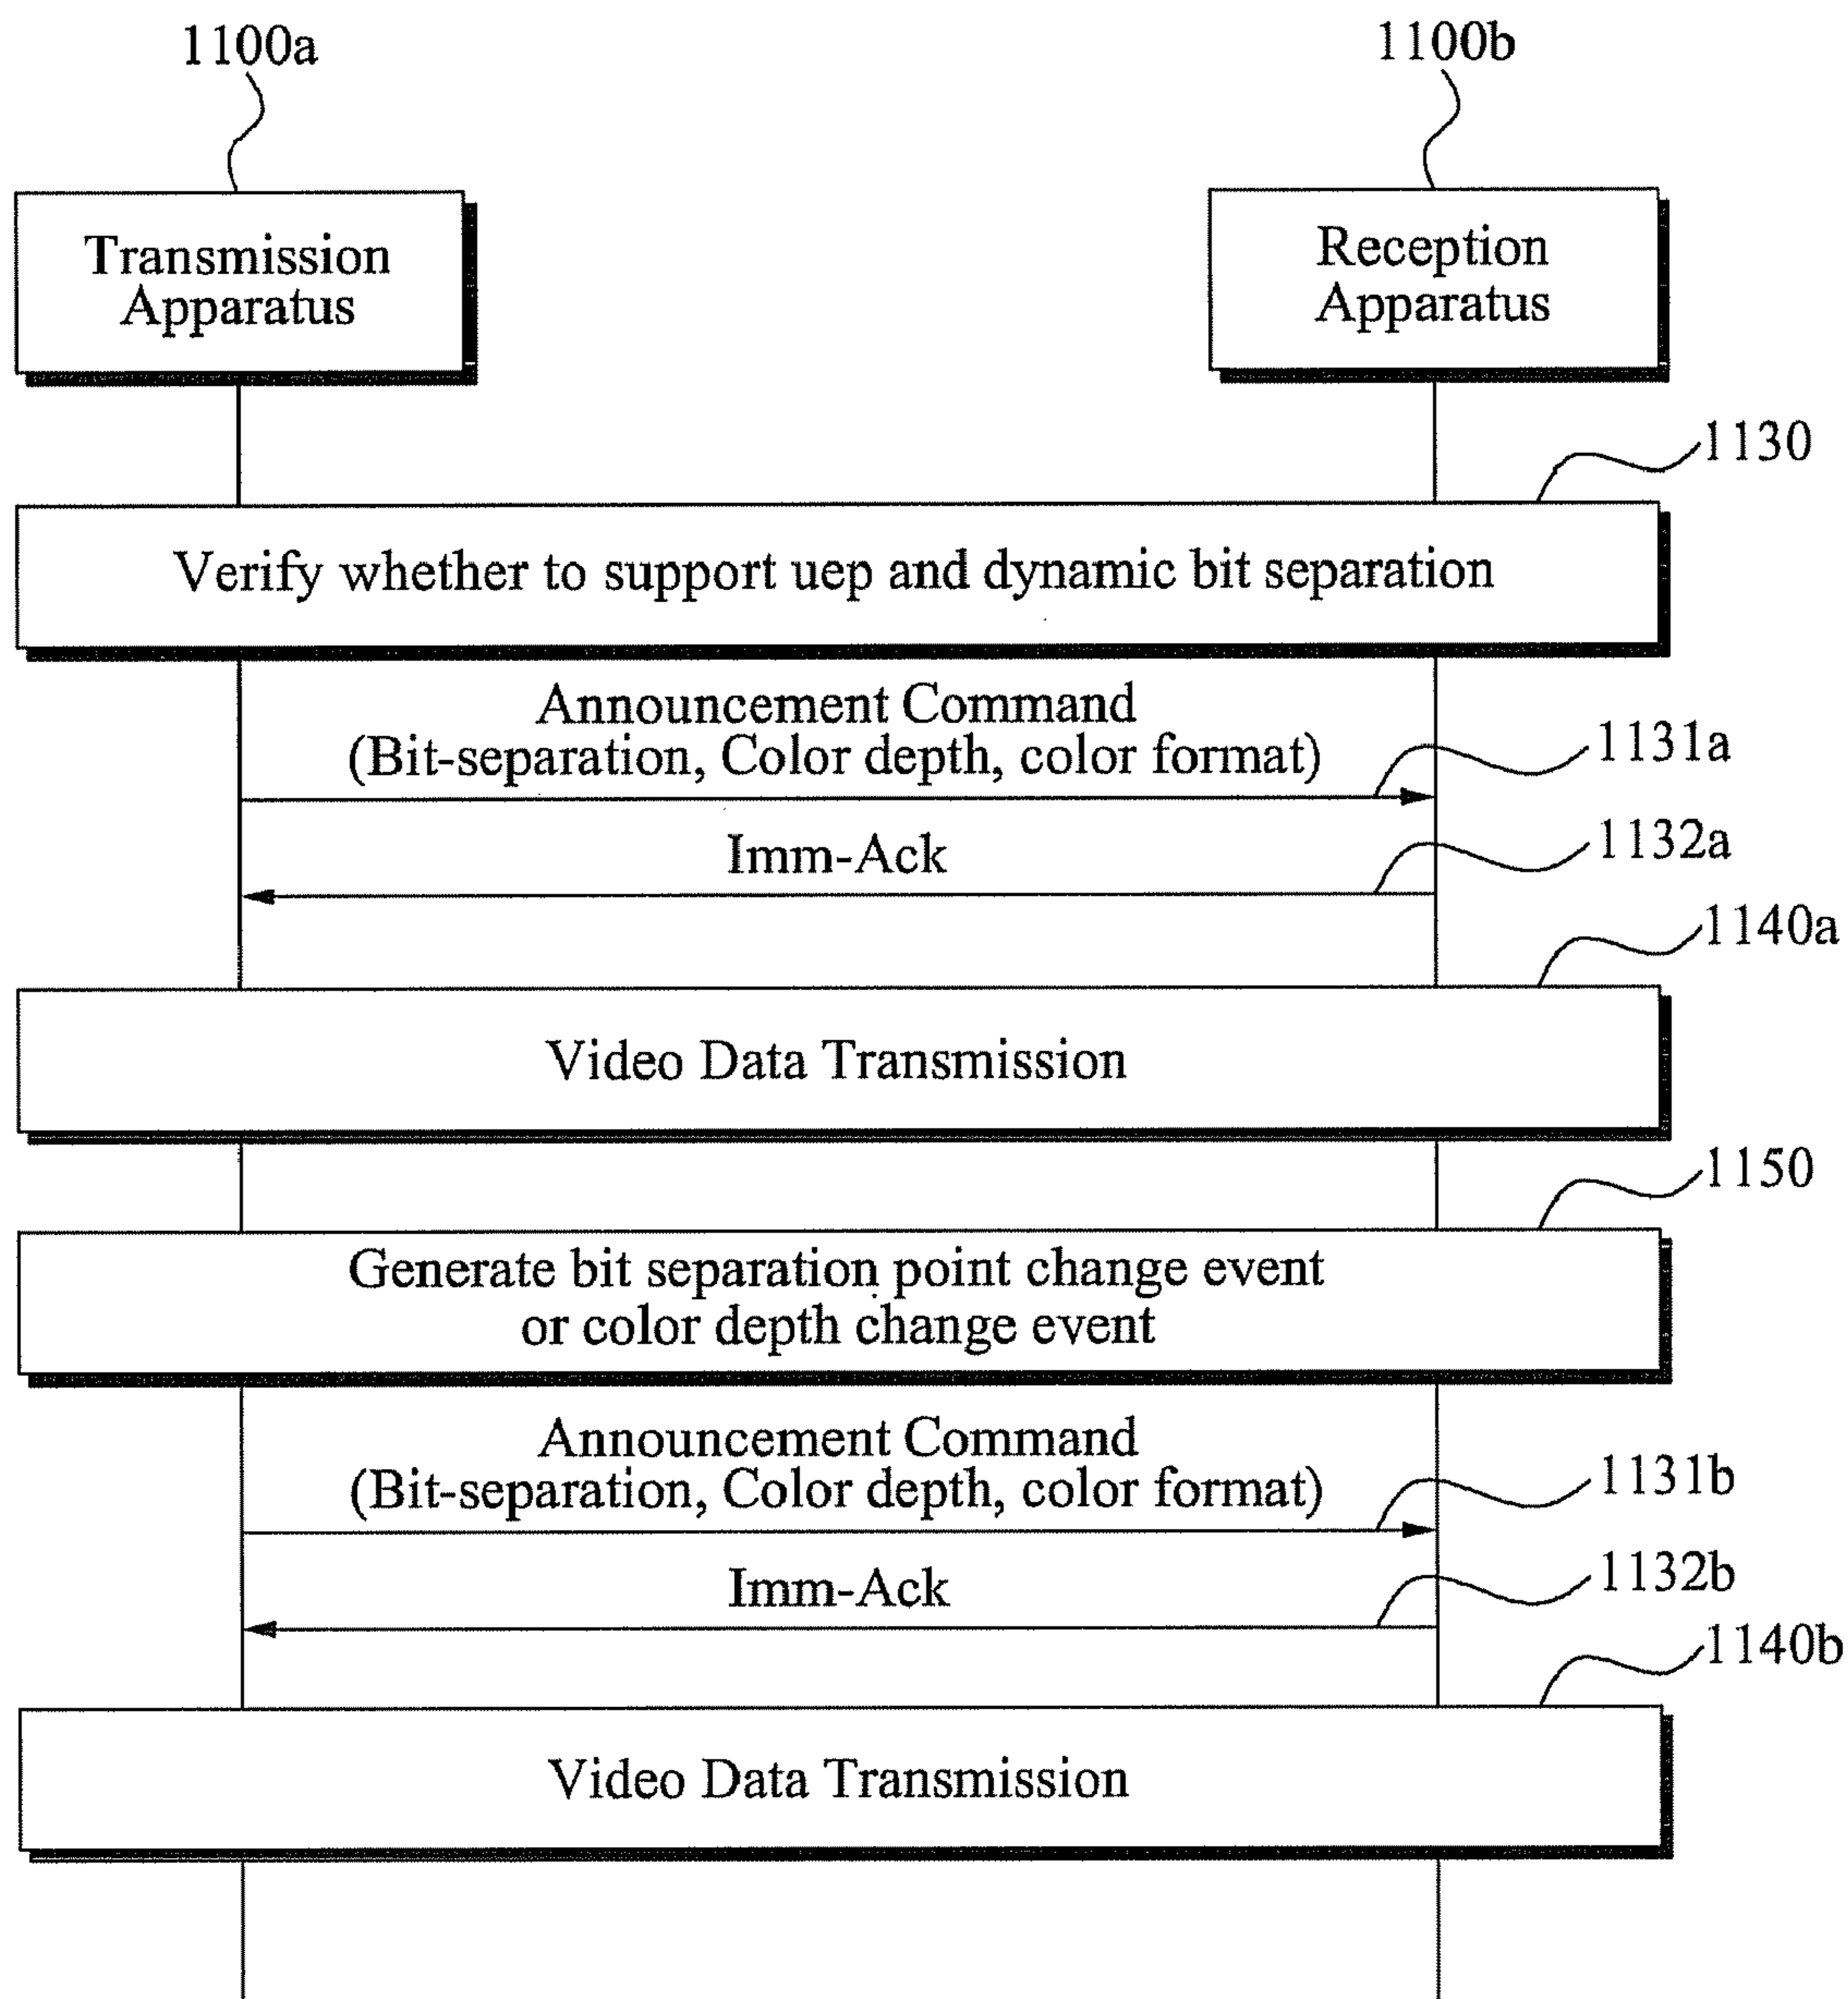 1100a
1100b
Transmission
Apparatus
Reception
Apparatus
1130
Verify whether to support uep and dynamic bit separation
Announcement Command
(Bit-separation, Color depth, color format)
1131a
Imm-Ack
1132a
1140a
Video Data Transmission
1150
Generate bit separation point change event
or color depth change event
Announcement Command
(Bit-separation, Color depth, color format)
1131b
Imm-Ack
1132b
1140b
Video Data Transmission